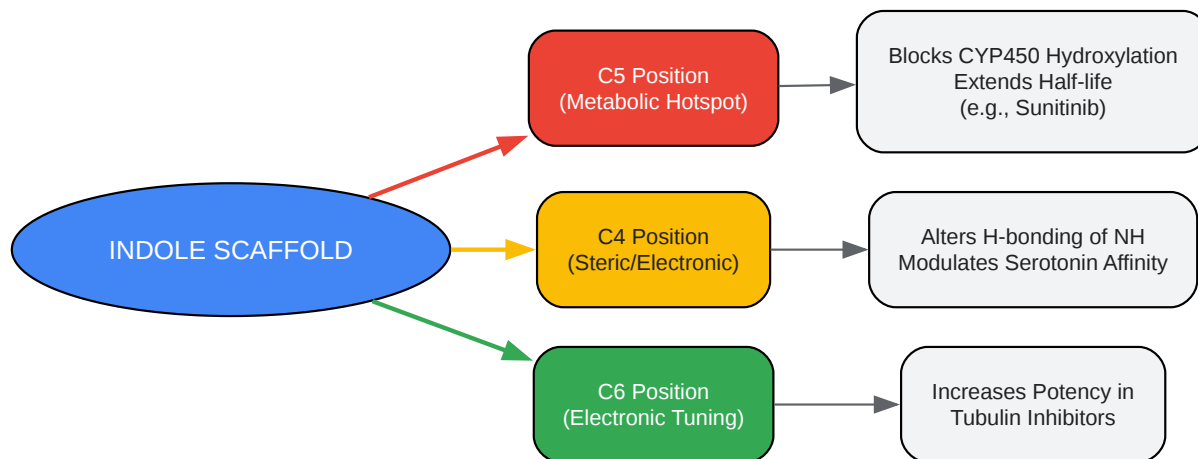 INDOLE SCAFFOLD
C5 Position
(Metabolic Hotspot)
Blocks CYP450 Hydroxylation
Extends Half-life
(e.g., Sunitinib)
C4 Position
(Steric/Electronic)
Alters H-bonding of NH
Modulates Serotonin Affinity
C6 Position
(Electronic Tuning)
Increases Potency in
Tubulin Inhibitors